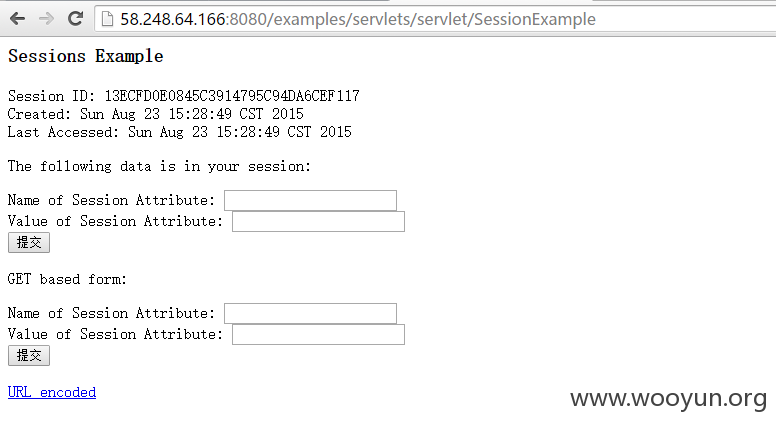 58.248.64.166:8080/examples/servlets/servlet/SessionExample
Sessions Example
Session ID: 13ECFD0E0845C3914795C94DA6CEF117
Created: Sun Aug 23 15:28:49 CST 2015
Last Accessed: Sun Aug 23 15:28:49 CST 2015
The following data is in your session:
Name of Session Attribute:
Value of Session Attribute:
提交
GET based form:
Name of Session Attribute:
Value of Session Attribute:
提交
URL encoded
www.wooyun.org